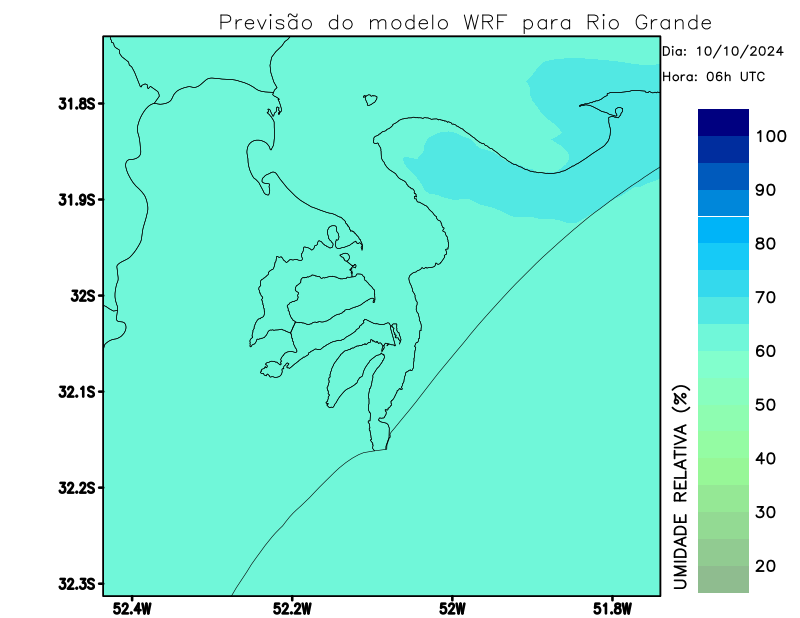 Previsão do modelo WRF para Rio Grande
Dia: 10/10/2024
Hora: 06h UTC
31.8S
31.9S
32S
32.1S
32.2S
32.3S
52.4W
52.2W
52W
51.8W
100
90
80
70
60
50
40
30
20
UMIDADE RELATIVA (%)